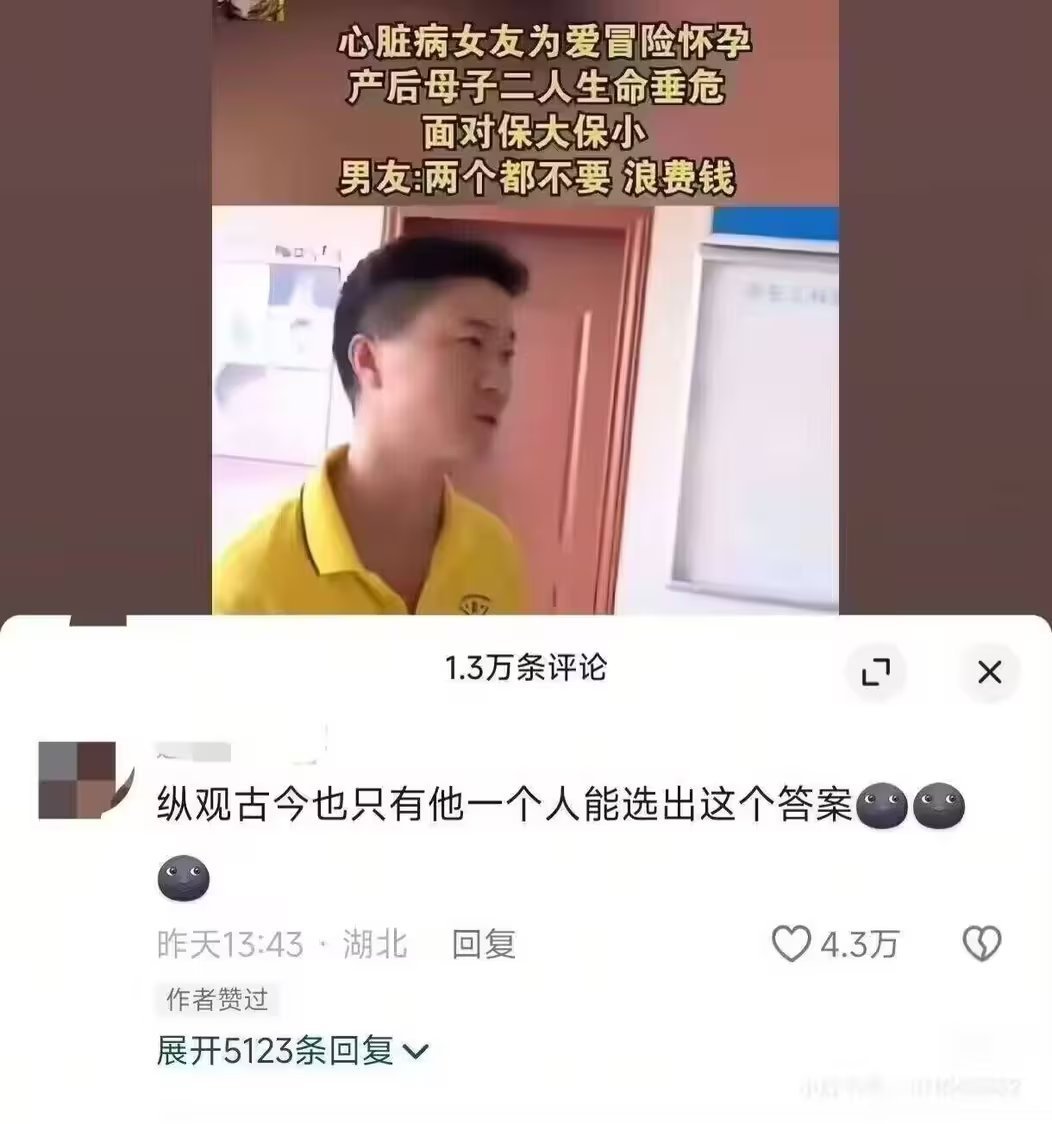 心脏病女友为爱冒险怀孕
产后母子二人生命垂危
面对保大保小
男友:两个都不要 浪费钱
1.3万条评论
纵观古今也只有他一个人能选出这个答案🌚🌚
🌚
昨天13:43 · 湖北 回复 4.3万
作者赞过
展开5123条回复